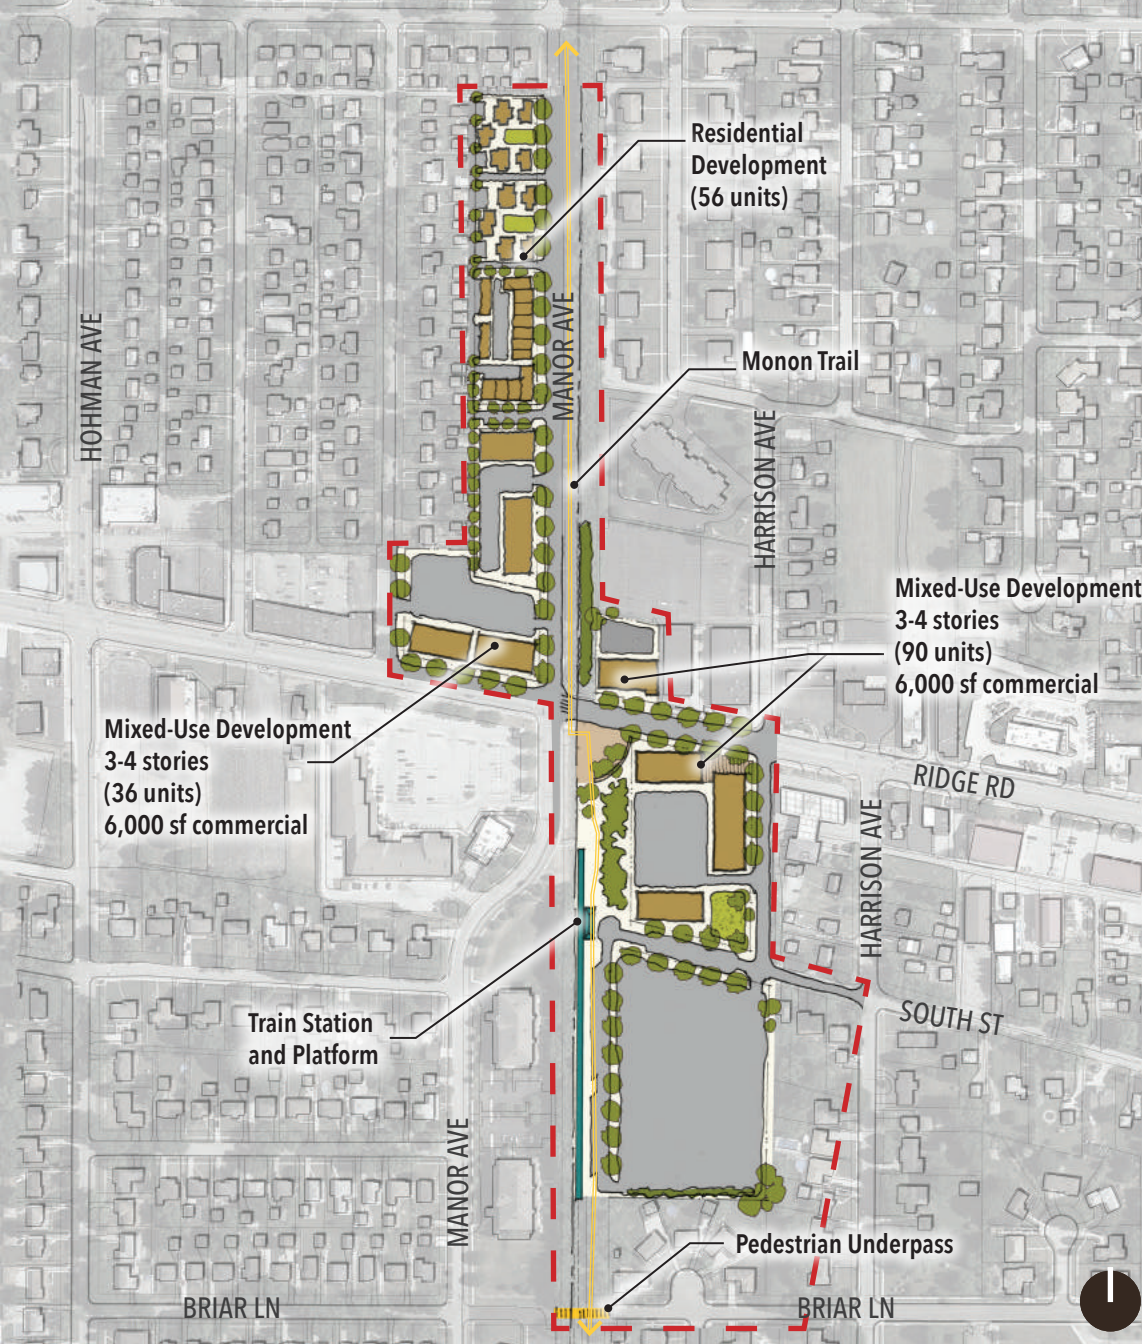 Residential
Development
(56 units)
MANOR AVE
HOHMAN AVE
Monon Trail
HARRISON AVE
Mixed-Use Development
3-4 stories
(90 units)
6,000 sf commercial
Mixed-Use Development
3-4 stories
(36 units)
6,000 sf commercial
RIDGE RD
HARRISON AVE
Train Station
and Platform
SOUTH ST
MANOR AVE
Pedestrian Underpass
BRIAR LN
BRIAR LN